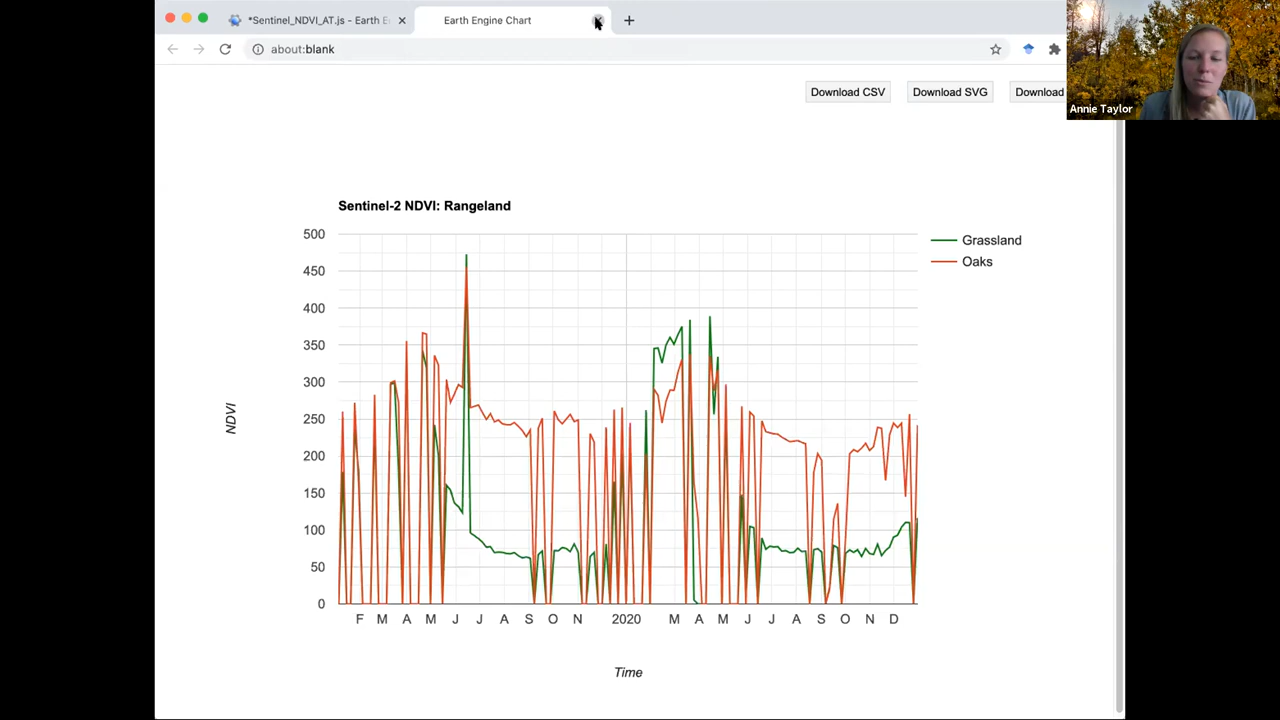 *Sentinel_NDVI_AT.js - Earth E
Earth Engine Chart
about:blank
Annie Taylor
Download CSV
Download SVG
Download
Sentinel-2 NDVI: Rangeland
Grassland
Oaks
500
450
400
350
300
250
200
150
100
50
0
NDVI
F M A M J J A S O N 2020 M A M J J A S O N D
Time